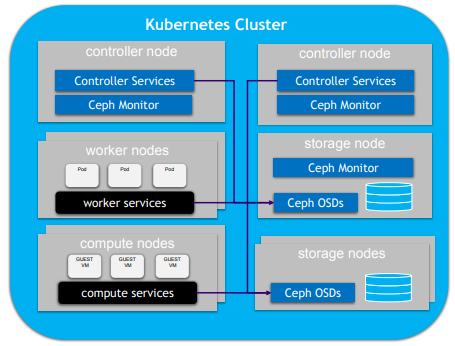 Kubernetes Cluster
controller node
Controller Services
Ceph Monitor
controller node
Controller Services
Ceph Monitor
worker nodes
Pod
Pod
Pod
worker services
storage node
Ceph Monitor
Ceph OSDs
compute nodes
GUEST
VM
GUEST
VM
GUEST
VM
compute services
storage nodes
Ceph OSDs